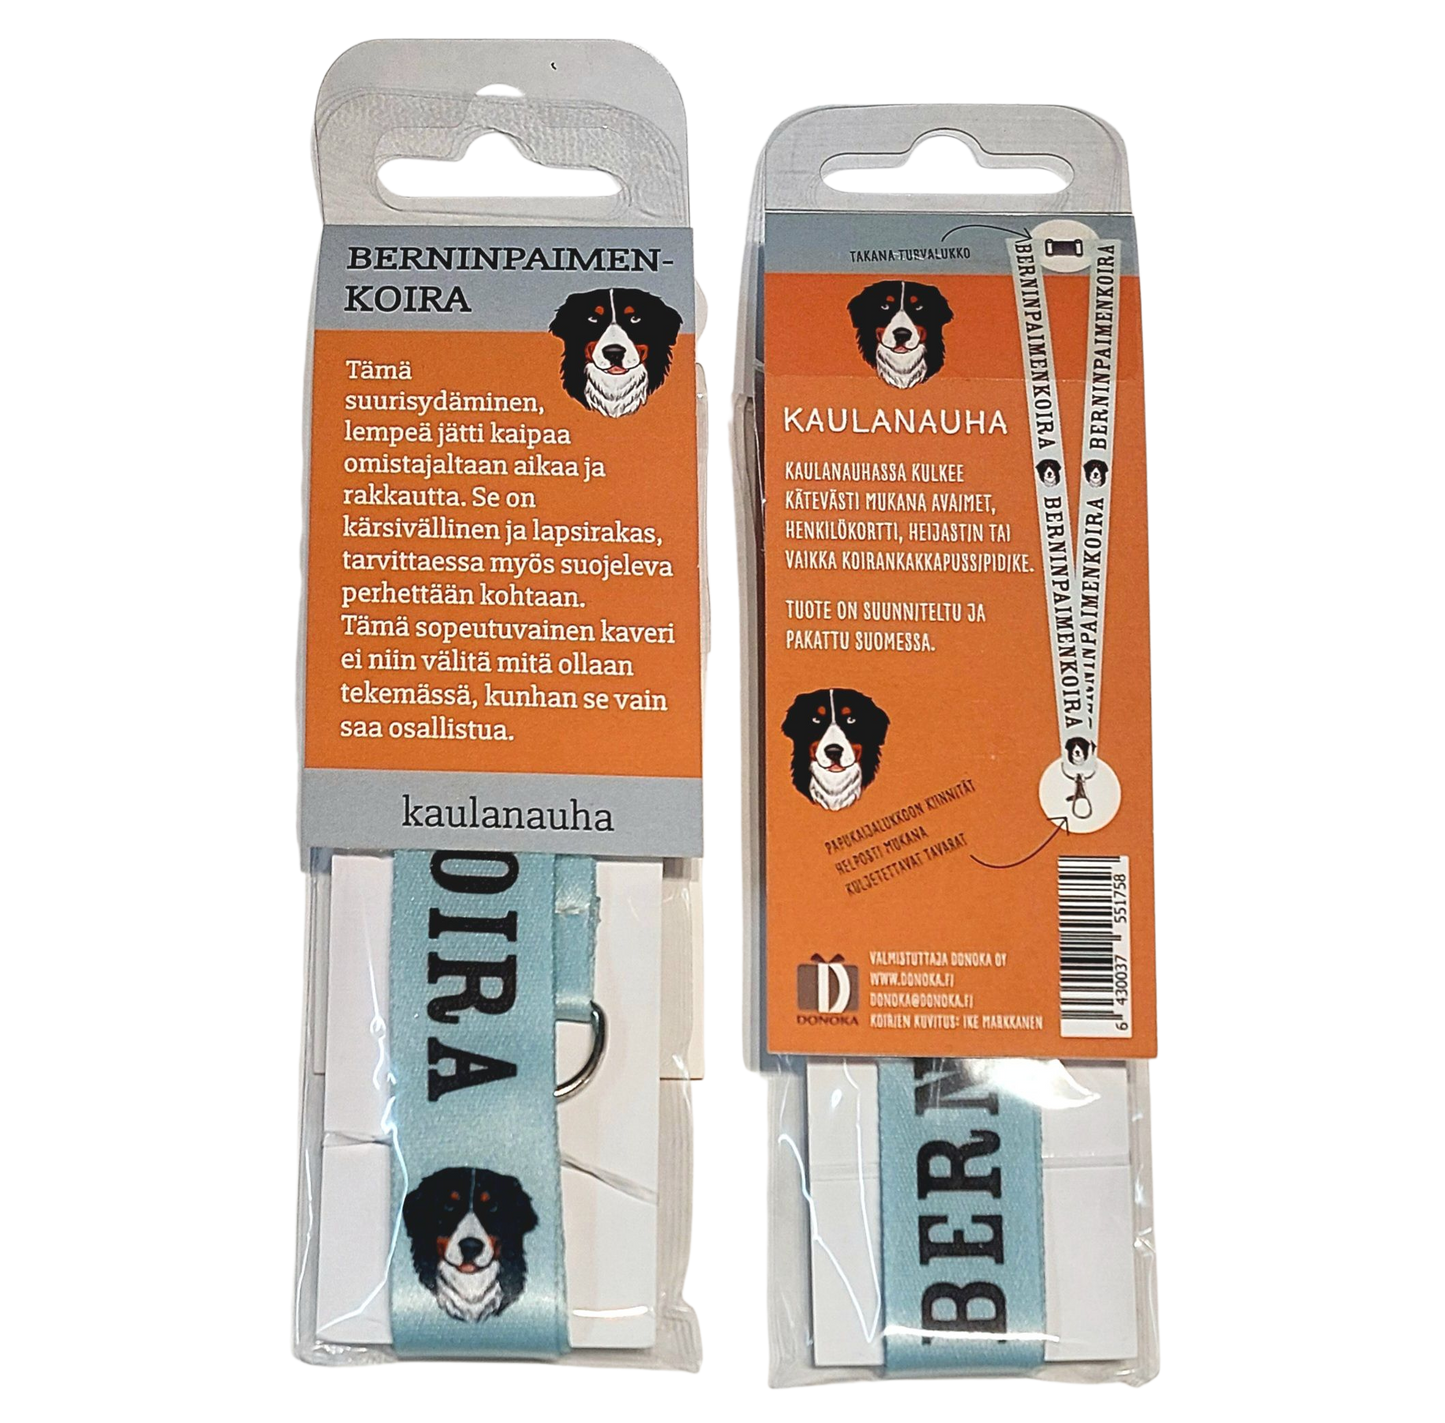 BERNINPAIMEN-
KOIRA
Tämä
suurisydäminen,
lempeä jätti kaipaa
omistajaltaan aikaa ja
rakkautta. Se on
kärsivällinen ja lapsirakas,
tarvittaessa myös suojeleva
perhettään kohtaan.
Tämä sopeutuvainen kaveri
ei niin välitä mitä ollaan
tekemässä, kunhan se vain
saa osallistua.
kaulanauha
OIRA
TAKANA TURVALUKKO
BERNINPAIMENKOIRA
BERNINPAIMENKOIRA
BERNINPAIMENKOIRA
BERNINPAIMENKOIRA
KAULANAUHA
KAULANAUHASSA KULKEE
KÄTEVÄSTI MUKANA AVAIMET,
HENKILÖKORTTI, HEIJASTIN TAI
VAIKKA KOIRANKAKKAPUSSIPIDIKE.
TUOTE ON SUUNNITELTU JA
PAKATTU SUOMESSA.
PAPUKAIJALUKKOON KIINNITÄT
HELPOSTI MUKANA
KULJETETTAVAT TAVARAT
DONOKA
VALMISTUTTAJA DONOKA OY
WWW.DONOKA.FI
DONOKA@DONOKA.FI
KOIRIEN KUVITUS: IKE MARKKANEN
6 430037 551758
BERN